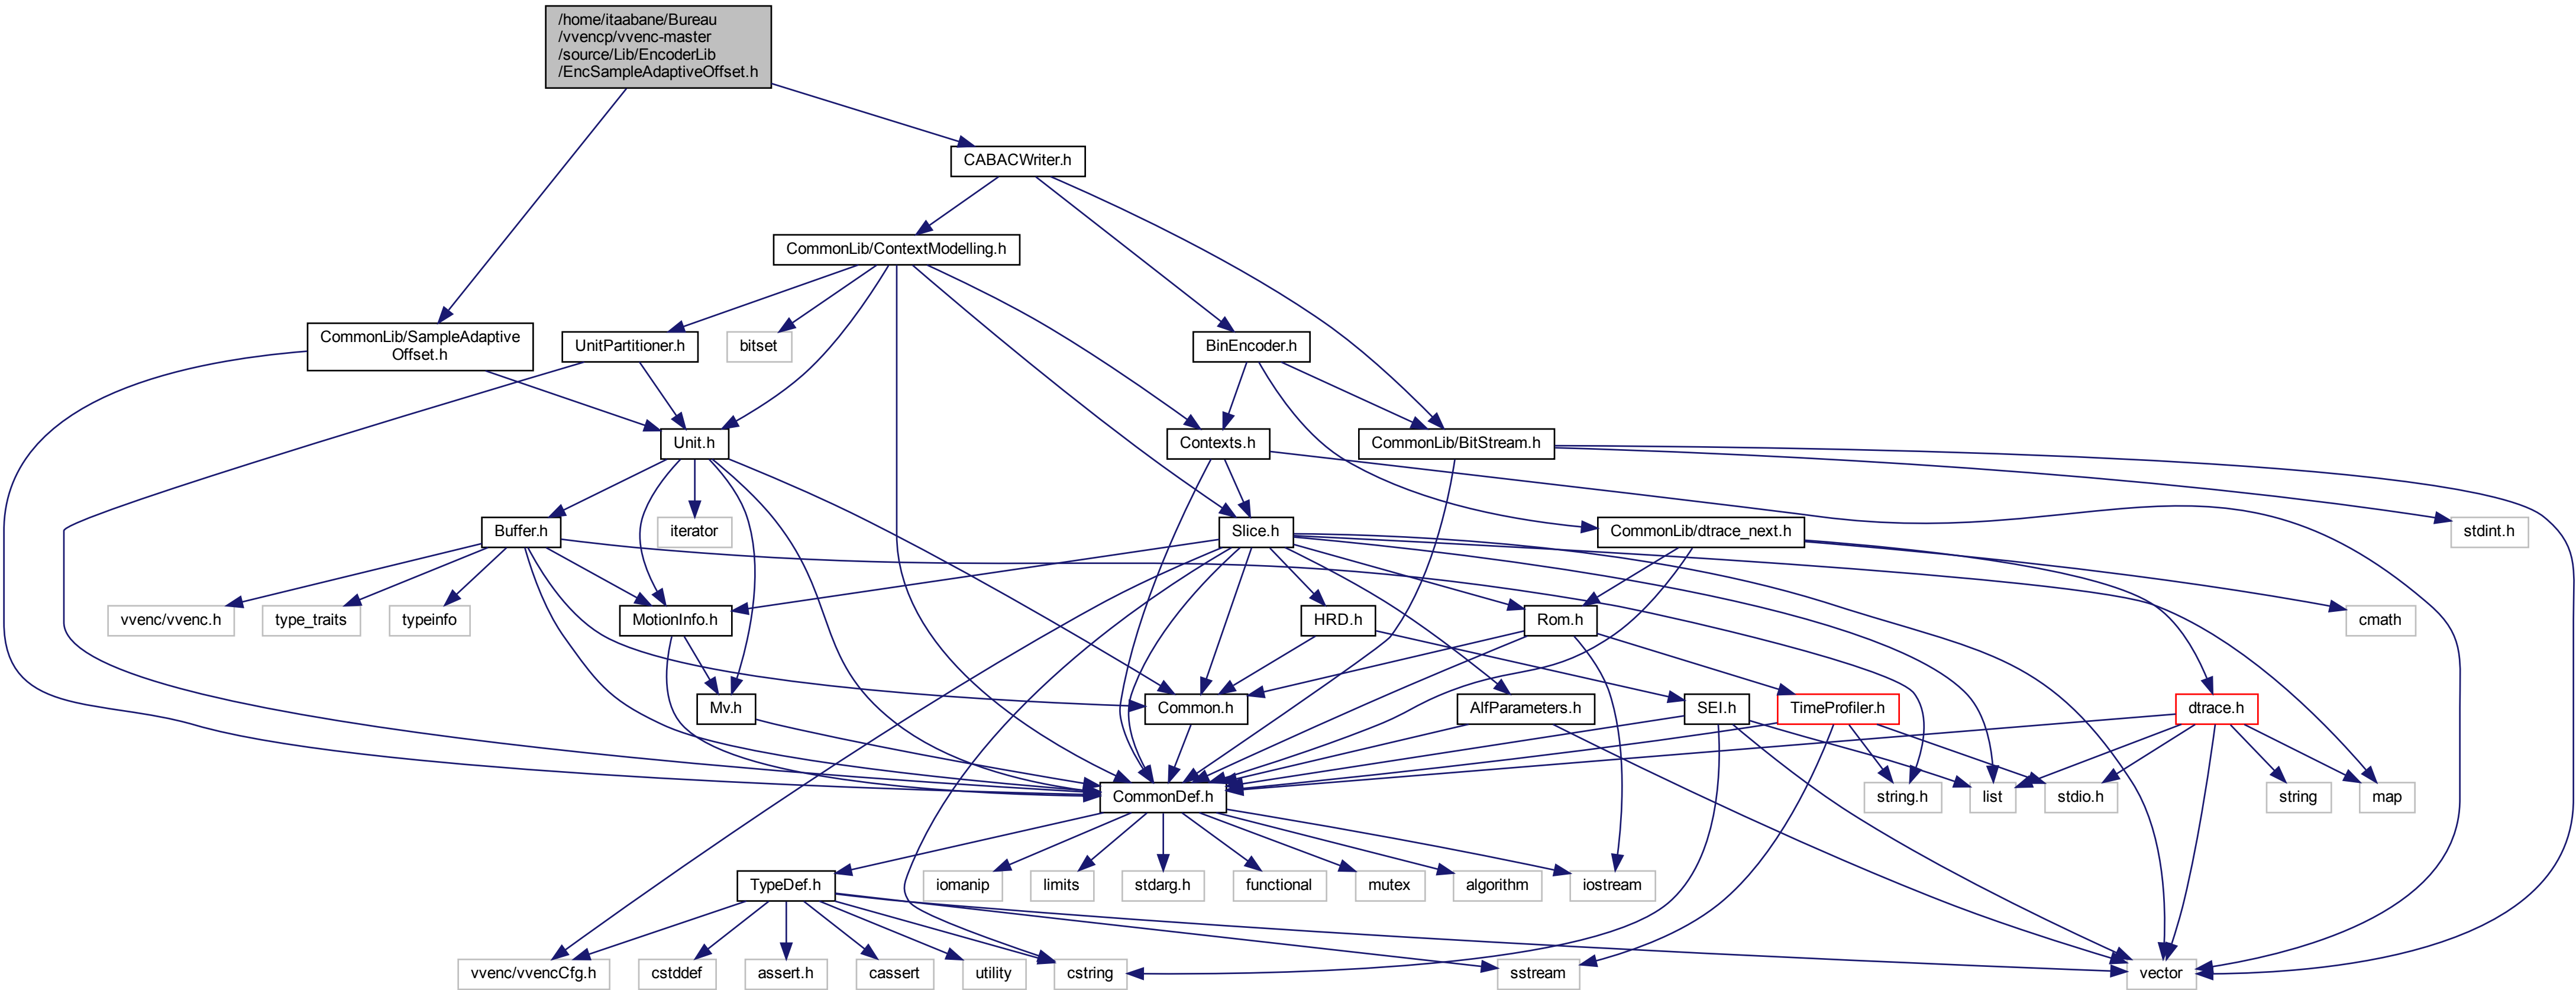 /home/itaabane/Bureau
/vvencp/vvenc-master
/source/Lib/EncoderLib
/EncSampleAdaptiveOffset.h
CABACWriter.h
CommonLib/ContextModelling.h
CommonLib/SampleAdaptive
Offset.h
UnitPartitioner.h
bitset
BinEncoder.h
Unit.h
Contexts.h
CommonLib/BitStream.h
Buffer.h
iterator
Slice.h
CommonLib/dtrace_next.h
stdint.h
vvenc/vvenc.h
type_traits
typeinfo
MotionInfo.h
HRD.h
Rom.h
cmath
Mv.h
Common.h
AlfParameters.h
SEI.h
TimeProfiler.h
dtrace.h
CommonDef.h
string.h
list
stdio.h
string
map
TypeDef.h
iomanip
limits
stdarg.h
functional
mutex
algorithm
iostream
vvenc/vvencCfg.h
cstddef
assert.h
cassert
utility
cstring
sstream
vector